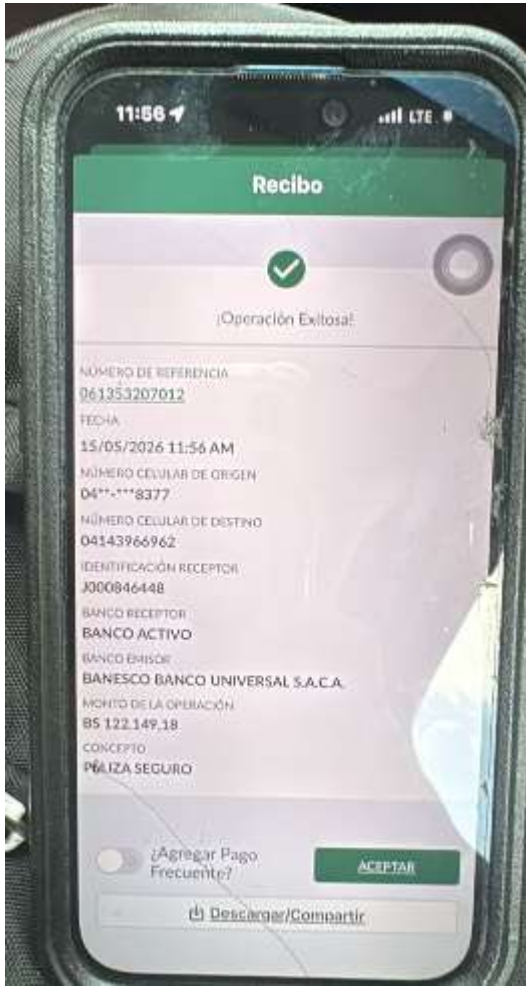 11:56
LTE
Recibo
¡Operación Exitosa!
NÚMERO DE REFERENCIA
061353207012
FECHA
15/05/2026 11:56 AM
NÚMERO CELULAR DE ORIGEN
04**-***8377
NÚMERO CELULAR DE DESTINO
04143966962
IDENTIFICACIÓN RECEPTOR
J000846448
BANCO RECEPTOR
BANCO ACTIVO
BANCO EMISOR
BANESCO BANCO UNIVERSAL S.A.C.A.
MONTO DE LA OPERACIÓN
BS 122.149,18
CONCEPTO
PÓLIZA SEGURO
¿Agregar Pago
Frecuente?
ACEPTAR
Descargar/Compartir